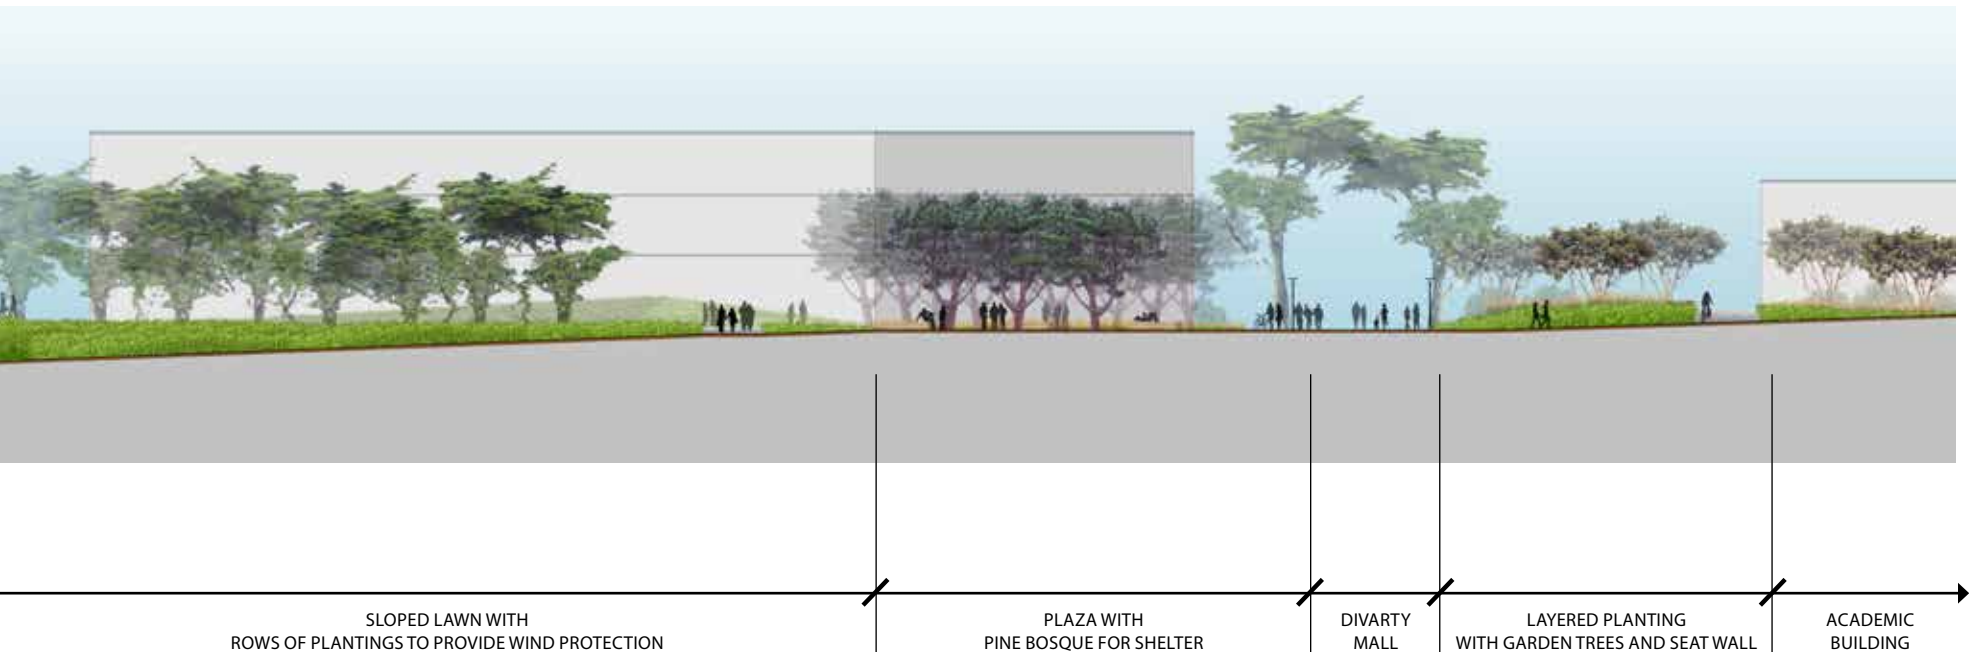 SLOPED LAWN WITH
ROWS OF PLANTINGS TO PROVIDE WIND PROTECTION
PLAZA WITH
PINE BOSQUE FOR SHELTER
DIVARTY
MALL
LAYERED PLANTING
WITH GARDEN TREES AND SEAT WALL
ACADEMIC
BUILDING